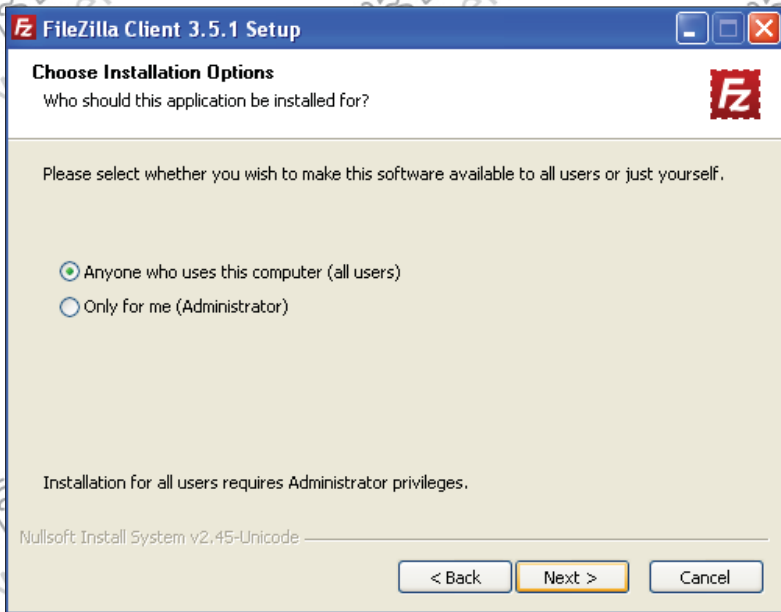 FileZilla Client 3.5.1 Setup
Choose Installation Options
Who should this application be installed for?
Fz
Please select whether you wish to make this software available to all users or just yourself.
Anyone who uses this computer (all users)
Only for me (Administrator)
Installation for all users requires Administrator privileges.
Nullsoft Install System v2.45-Unicode
< Back Next > Cancel